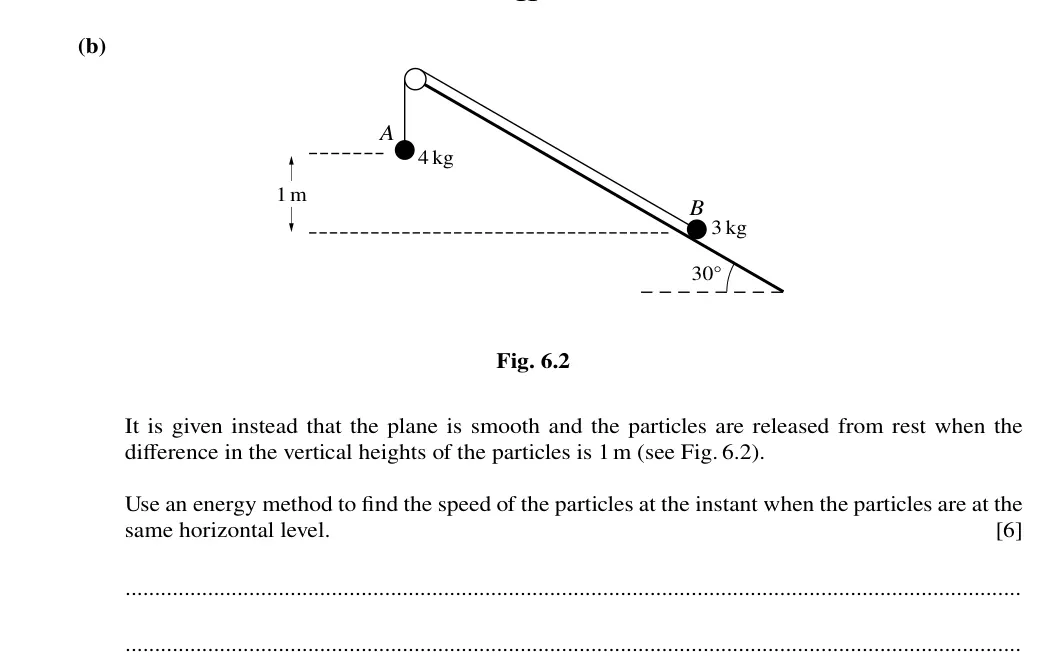 (b)
A
4 kg
1 m
B
3 kg
30°
Fig. 6.2
It is given instead that the plane is smooth and the particles are released from rest when the
difference in the vertical heights of the particles is 1 m (see Fig. 6.2).
Use an energy method to find the speed of the particles at the instant when the particles are at the
same horizontal level. [6]